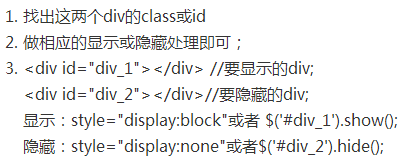 1. 找出这两个div的class或id
2. 做相应的显示或隐藏处理即可；
3. <div id="div_1"></div> //要显示的div;
<div id="div_2"></div>//要隐藏的div;
显示：style="display:block"或者 $('#div_1').show();
隐藏：style="display:none"或者$('#div_2').hide();